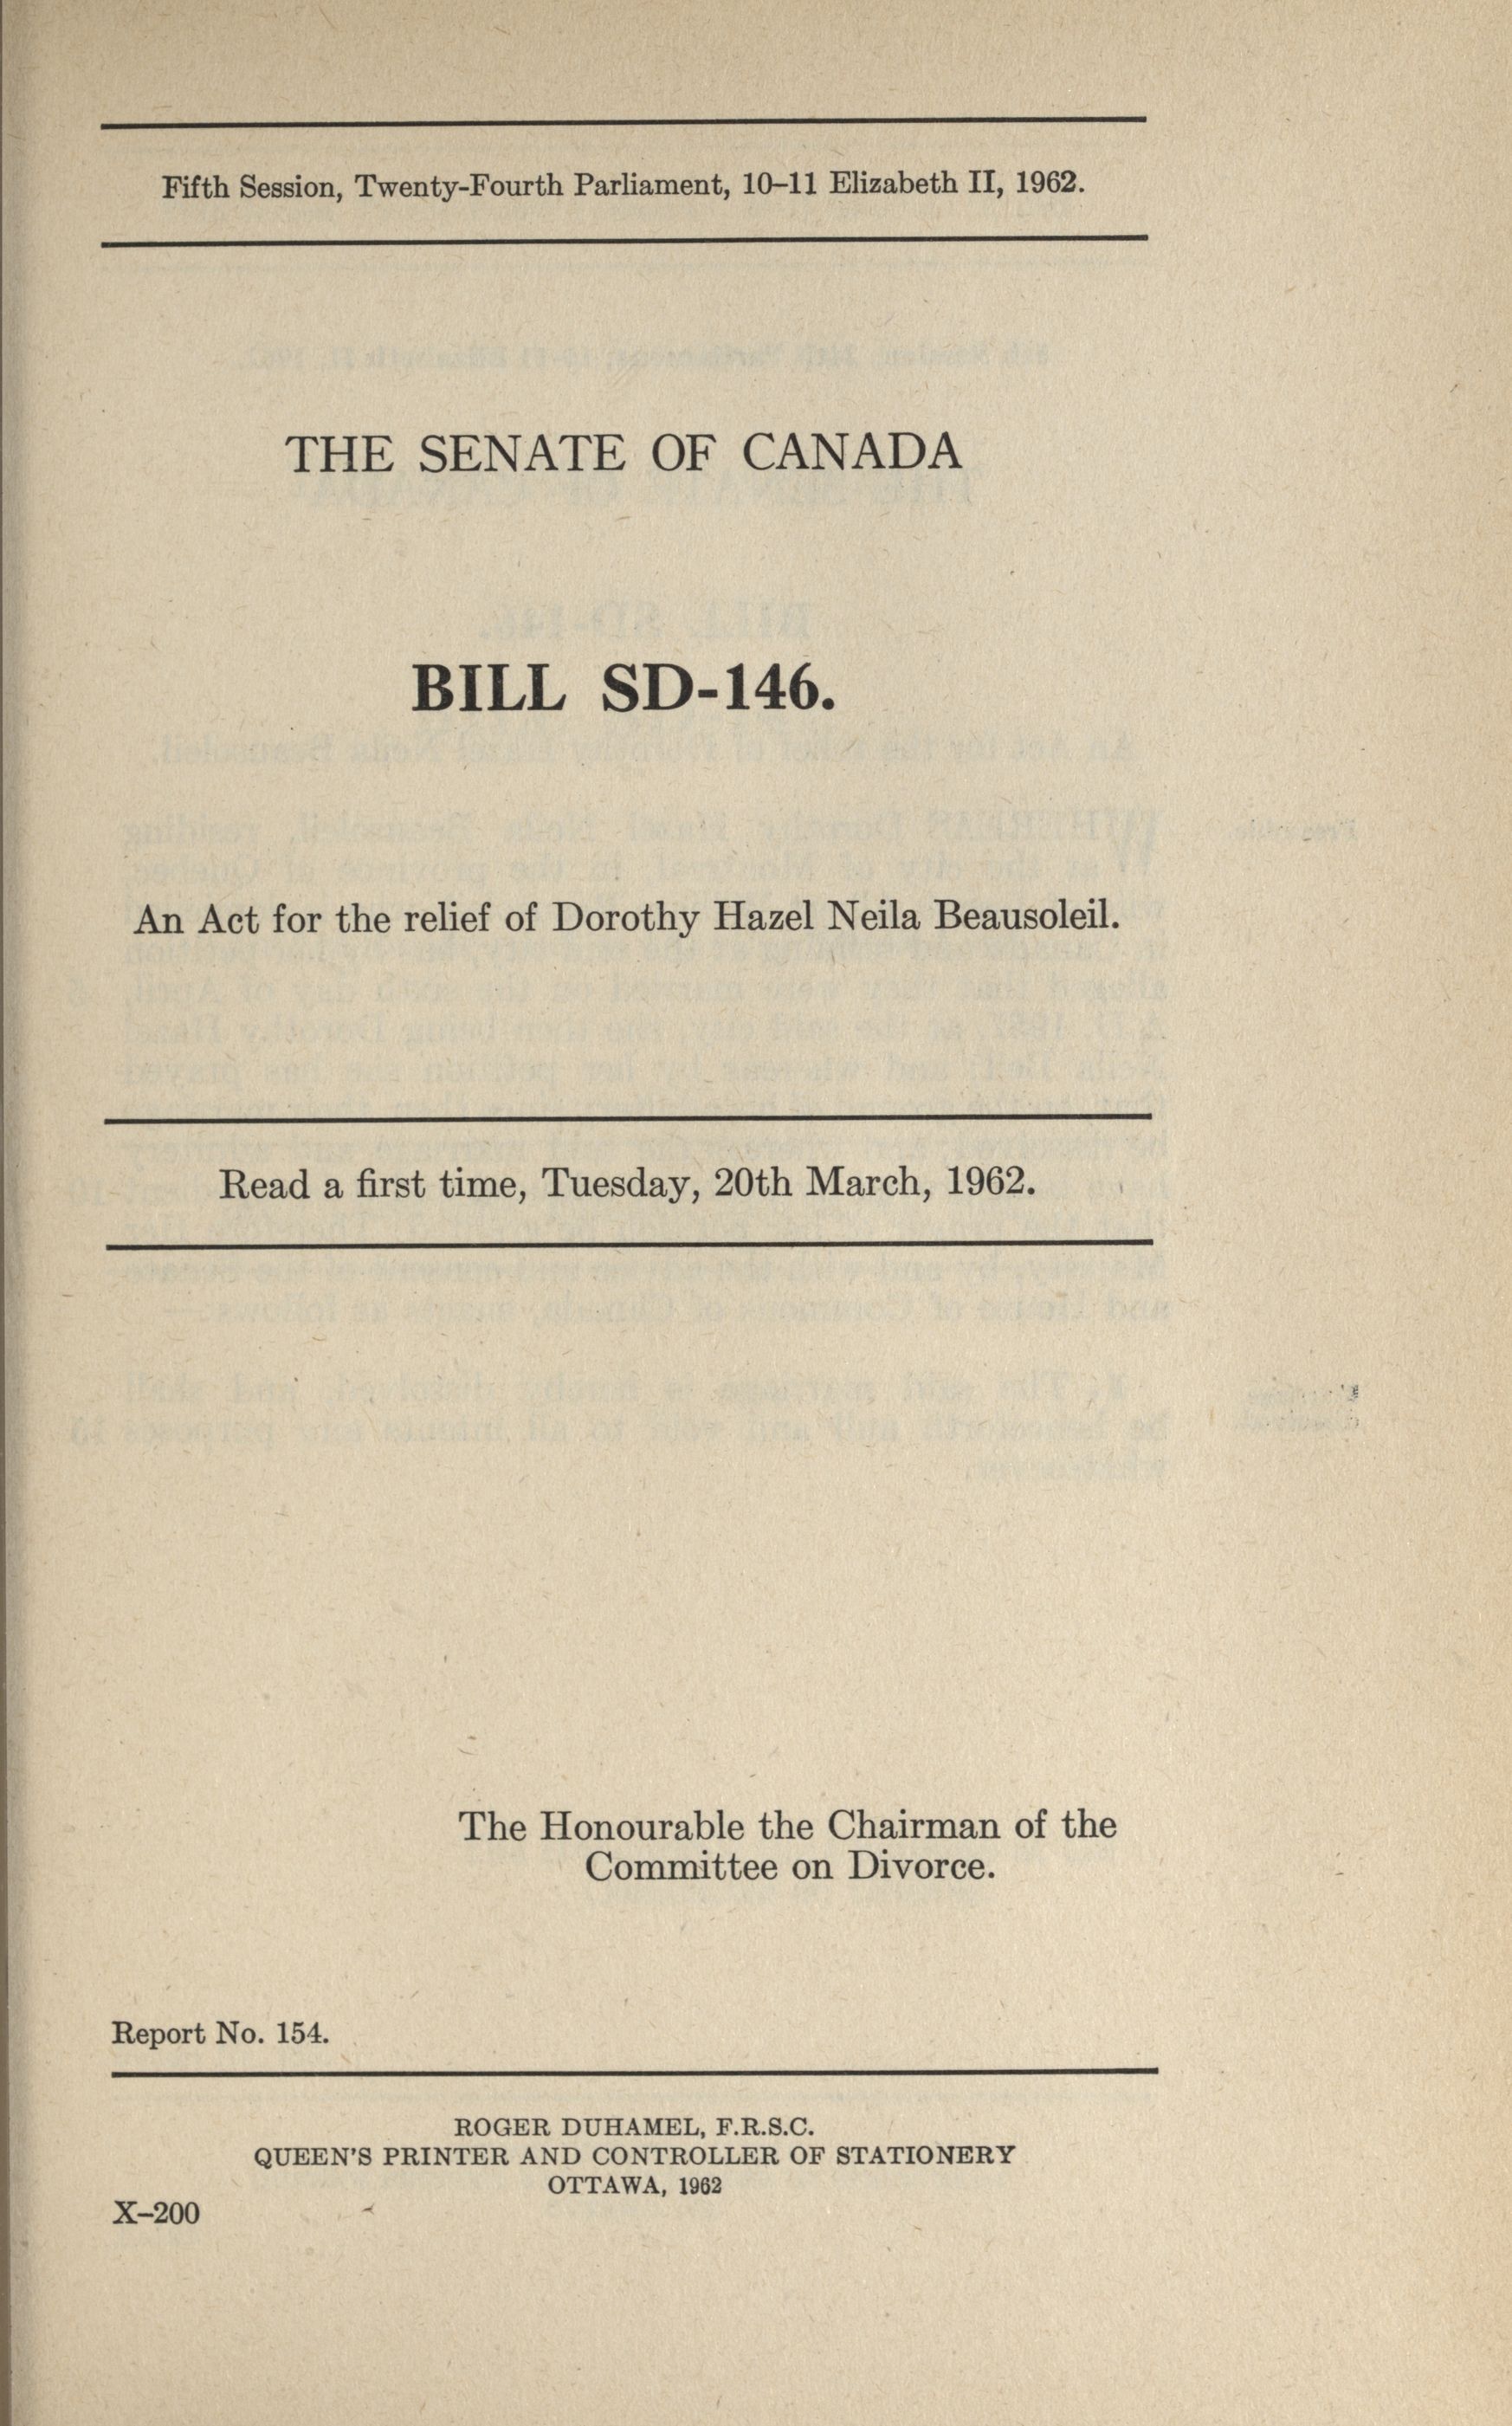 Fifth Session, Twenty-Fourth Parliament, 10–11 Elizabeth II, 1962.
THE SENATE OF CANADA
BILL SD-146.
An Act for the relief of Dorothy Hazel Neila Beausoleil.
Read a first time, Tuesday, 20th March, 1962.
The Honourable the Chairman of the
Committee on Divorce.
Report No. 154.
ROGER DUHAMEL, F.R.S.C.
QUEEN'S PRINTER AND CONTROLLER OF STATIONERY
OTTAWA, 1962
X–200